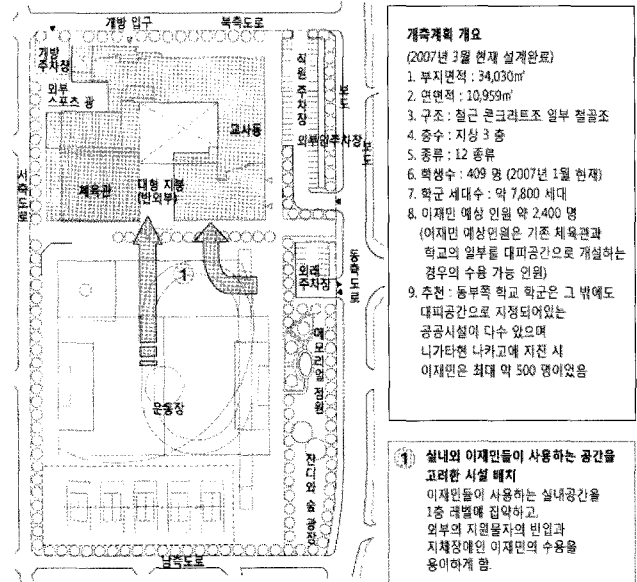 개방 입구
북측도로
개방
주차장
외부
스포츠 광
직원 주차장
보도
교사동
외부임주차장
보도
서측도로
체육관
대형 지붕
(반외부)
동측도로
1
외래
주차장
메모리얼 정원
운동장
잔디와 숲 광장
남측도로
개축계획 개요
(2007년 3월 현재 설계완료)
1. 부지면적 : 34,030㎡
2. 연면적 : 10,959㎡
3. 구조 : 철근 콘크리트조 일부 철골조
4. 층수 : 지상 3 층
5. 종류 : 12 종류
6. 학생수 : 409 명 (2007년 1월 현재)
7. 학군 세대수 : 약 7,800 세대
8. 이재민 예상 인원 약 2,400 명
(이재민 예상인원은 기존 체육관과
학교의 일부를 대피공간으로 개설하는
경우의 수용 가능 인원)
9. 추천 : 동부쪽 학교 학군은 그 밖에도
대피공간으로 지정되어있는
공공시설이 다수 있으며
니가타현 나카고에 지진 시
이재민은 최대 약 500 명이었음
1 실내외 이재민들이 사용하는 공간을
고려한 시설 배치
이재민들이 사용하는 실내공간을
1층 레벨에 집약하고,
외부의 지원물자의 반입과
지체장애인 이재민의 수용을
용이하게 함.